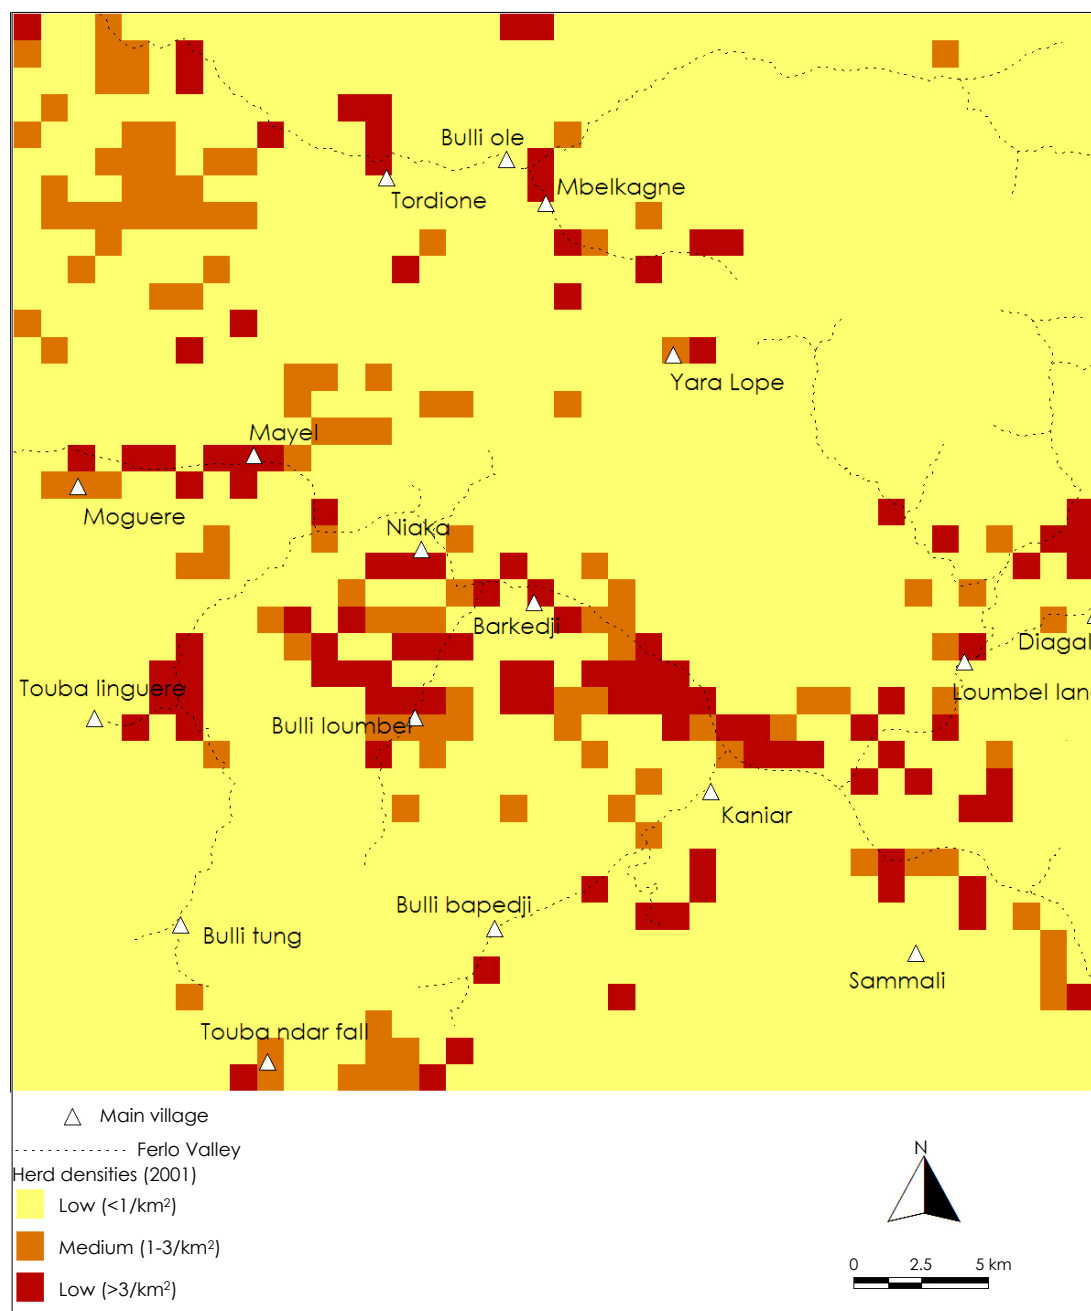 Bulli ole
Mbelkagne
Tordione
Yara Lope
Mayel
Moguere
Niaka
Barkedji
Diagal
Touba linguere
Loumbel lan
Bulli loumbel
Kaniar
Bulli bapedji
Bulli tung
Sammali
Touba ndar fall
Main village
Ferlo Valley
Herd densities (2001)
Low (<1/km²)
Medium (1-3/km²)
Low (>3/km²)
N
0 2.5 5 km